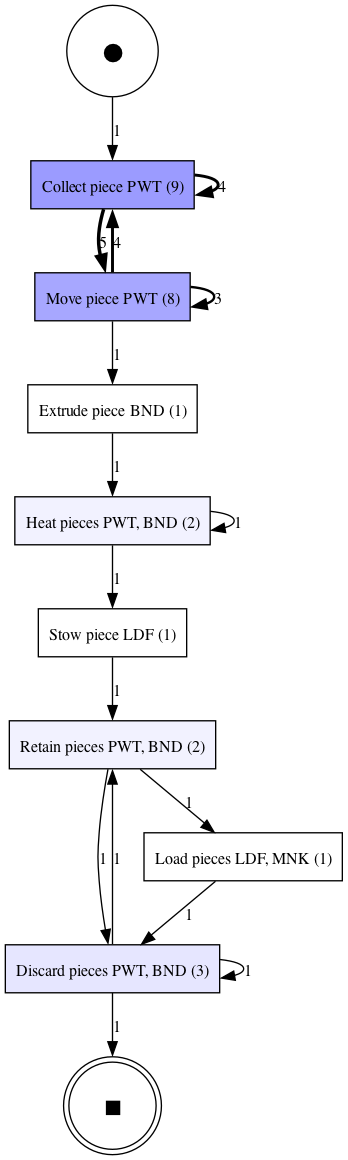 1
Collect piece PWT (9)
4
5
4
Move piece PWT (8)
3
1
Extrude piece BND (1)
1
Heat pieces PWT, BND (2)
1
1
Stow piece LDF (1)
1
Retain pieces PWT, BND (2)
1
Load pieces LDF, MNK (1)
1
1
1
Discard pieces PWT, BND (3)
1
1